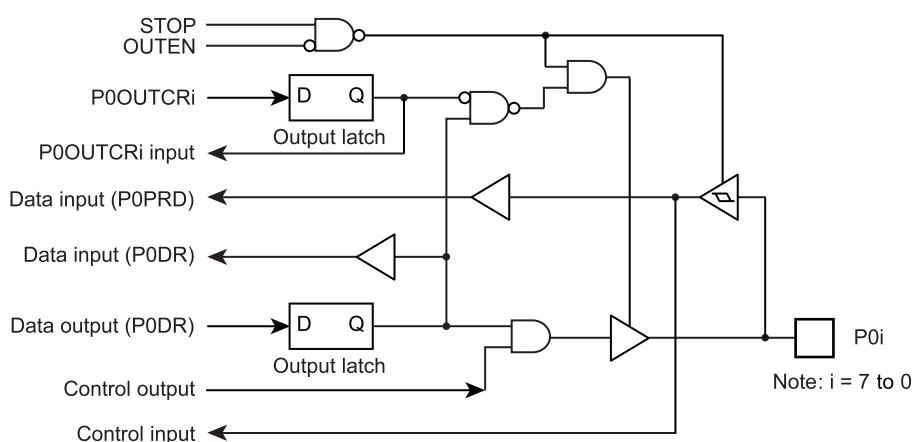 STOP
OUTEN
P0OUTCRi
D Q
Output latch
P0OUTCRi input
Data input (P0PRD)
Data input (P0DR)
Data output (P0DR)
D Q
Output latch
P0i
Note: i = 7 to 0
Control output
Control input